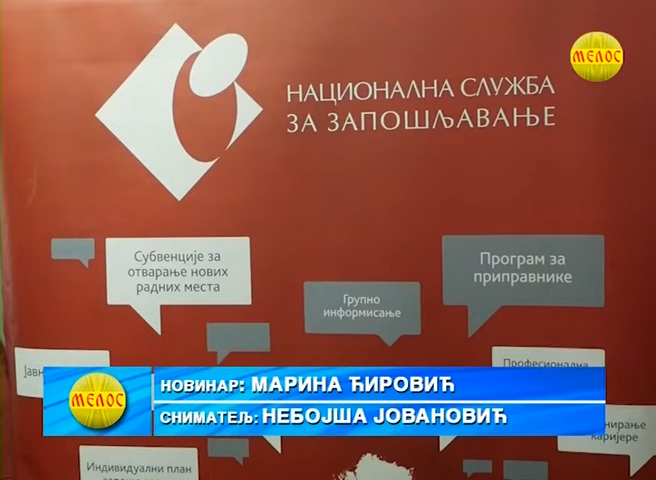 МЕЛОС
НАЦИОНАЛНА СЛУЖБА
ЗА ЗАПОШЉАВАЊЕ
Субвенције за
отварање нових
радних места
Програм за
приправнике
Групно
информисање
Професионална
каријере
НОВИНАР: МАРИНА ЋИРОВИЋ
МЕЛОС
СНИМАТЕЉ: НЕБОЈША ЈОВАНОВИЋ
Индивидуални план